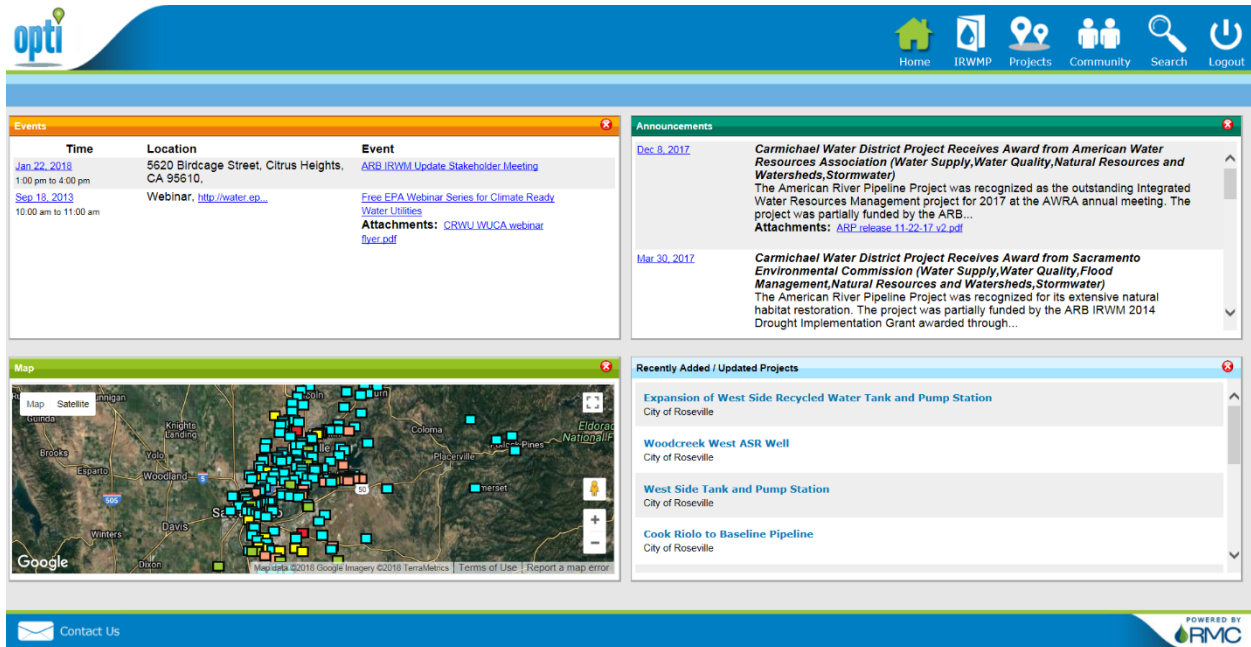 opti
Home IRWMP Projects Community Search Logout
Events
Time Location Event
Jan 22, 2018 5620 Birdcage Street, Citrus Heights, ARB IRWM Update Stakeholder Meeting
1:00 pm to 4:00 pm CA 95610,
Sep 18, 2013 Webinar, http://water.ep... Free EPA Webinar Series for Climate Ready
10:00 am to 11:00 am Water Utilities
Attachments: CRWU WUCA webinar
flyer.pdf
Announcements
Dec 8, 2017 Carmichael Water District Project Receives Award from American Water
Resources Association (Water Supply,Water Quality,Natural Resources and
Watersheds,Stormwater)
The American River Pipeline Project was recognized as the outstanding Integrated
Water Resources Management project for 2017 at the AWRA annual meeting. The
project was partially funded by the ARB...
Attachments: ARP release 11-22-17 v2.pdf
Mar 30, 2017 Carmichael Water District Project Receives Award from Sacramento
Environmental Commission (Water Supply,Water Quality,Flood
Management,Natural Resources and Watersheds,Stormwater)
The American River Pipeline Project was recognized for its extensive natural
habitat restoration. The project was partially funded by the ARB IRWM 2014
Drought Implementation Grant awarded through...
Map
Map Satellite
Guinda
Knights
Landing
Coloma
Brooks
Yolo
Placerville
Esparto
Woodland
5
50
505
Winters
Davis
Dixon
Google
Map data ©2018 Google Imagery ©2018 TerraMetrics Terms of Use Report a map error
Recently Added / Updated Projects
Expansion of West Side Recycled Water Tank and Pump Station
City of Roseville
Woodcreek West ASR Well
City of Roseville
West Side Tank and Pump Station
City of Roseville
Cook Riolo to Baseline Pipeline
City of Roseville
Contact Us
POWERED BY
RMC